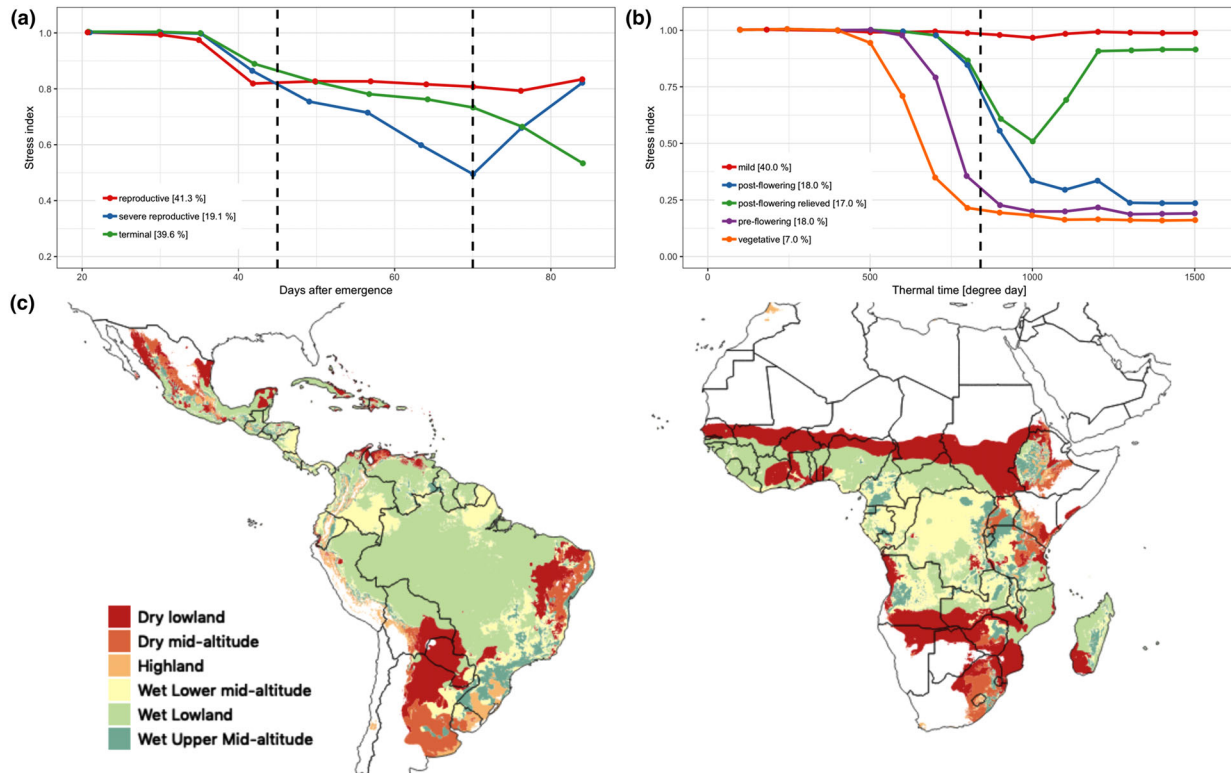 (a)
Stress index
1.0
0.8
0.6
0.4
0.2
reproductive [41.3 %]
severe reproductive [19.1 %]
terminal [39.6 %]
20
40
60
80
Days after emergence
(b)
Stress index
1.00
0.75
0.50
0.25
0.00
mild [40.0 %]
post-flowering [18.0 %]
post-flowering relieved [17.0 %]
pre-flowering [18.0 %]
vegetative [7.0 %]
0
500
1000
1500
Thermal time [degree day]
(c)
Dry lowland
Dry mid-altitude
Highland
Wet Lower mid-altitude
Wet Lowland
Wet Upper Mid-altitude